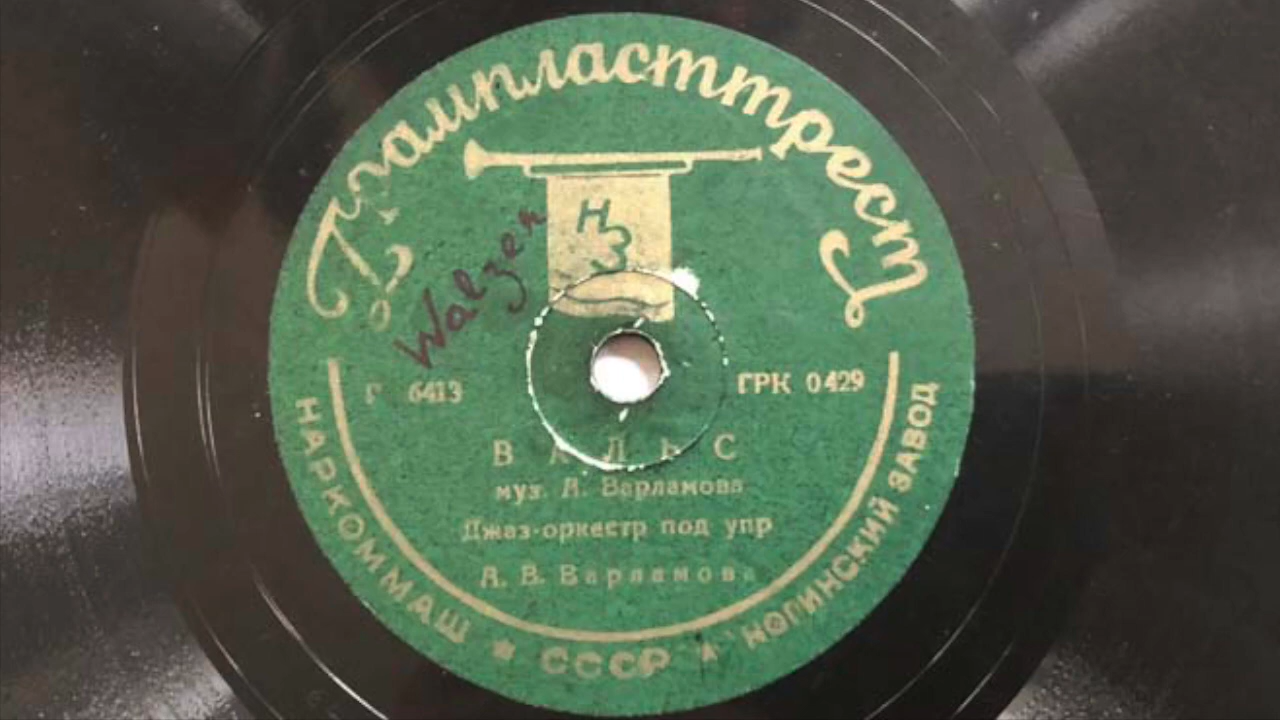 Грампласттрест
НЗ
Walzer
Г 6413
ГРК 0429
ВАЛЬС
муз. А. Варламова
Джаз-оркестр под упр
А. В. Варламова
НАРКОММАШ ★ СССР ★ НОГИНСКИЙ ЗАВОД